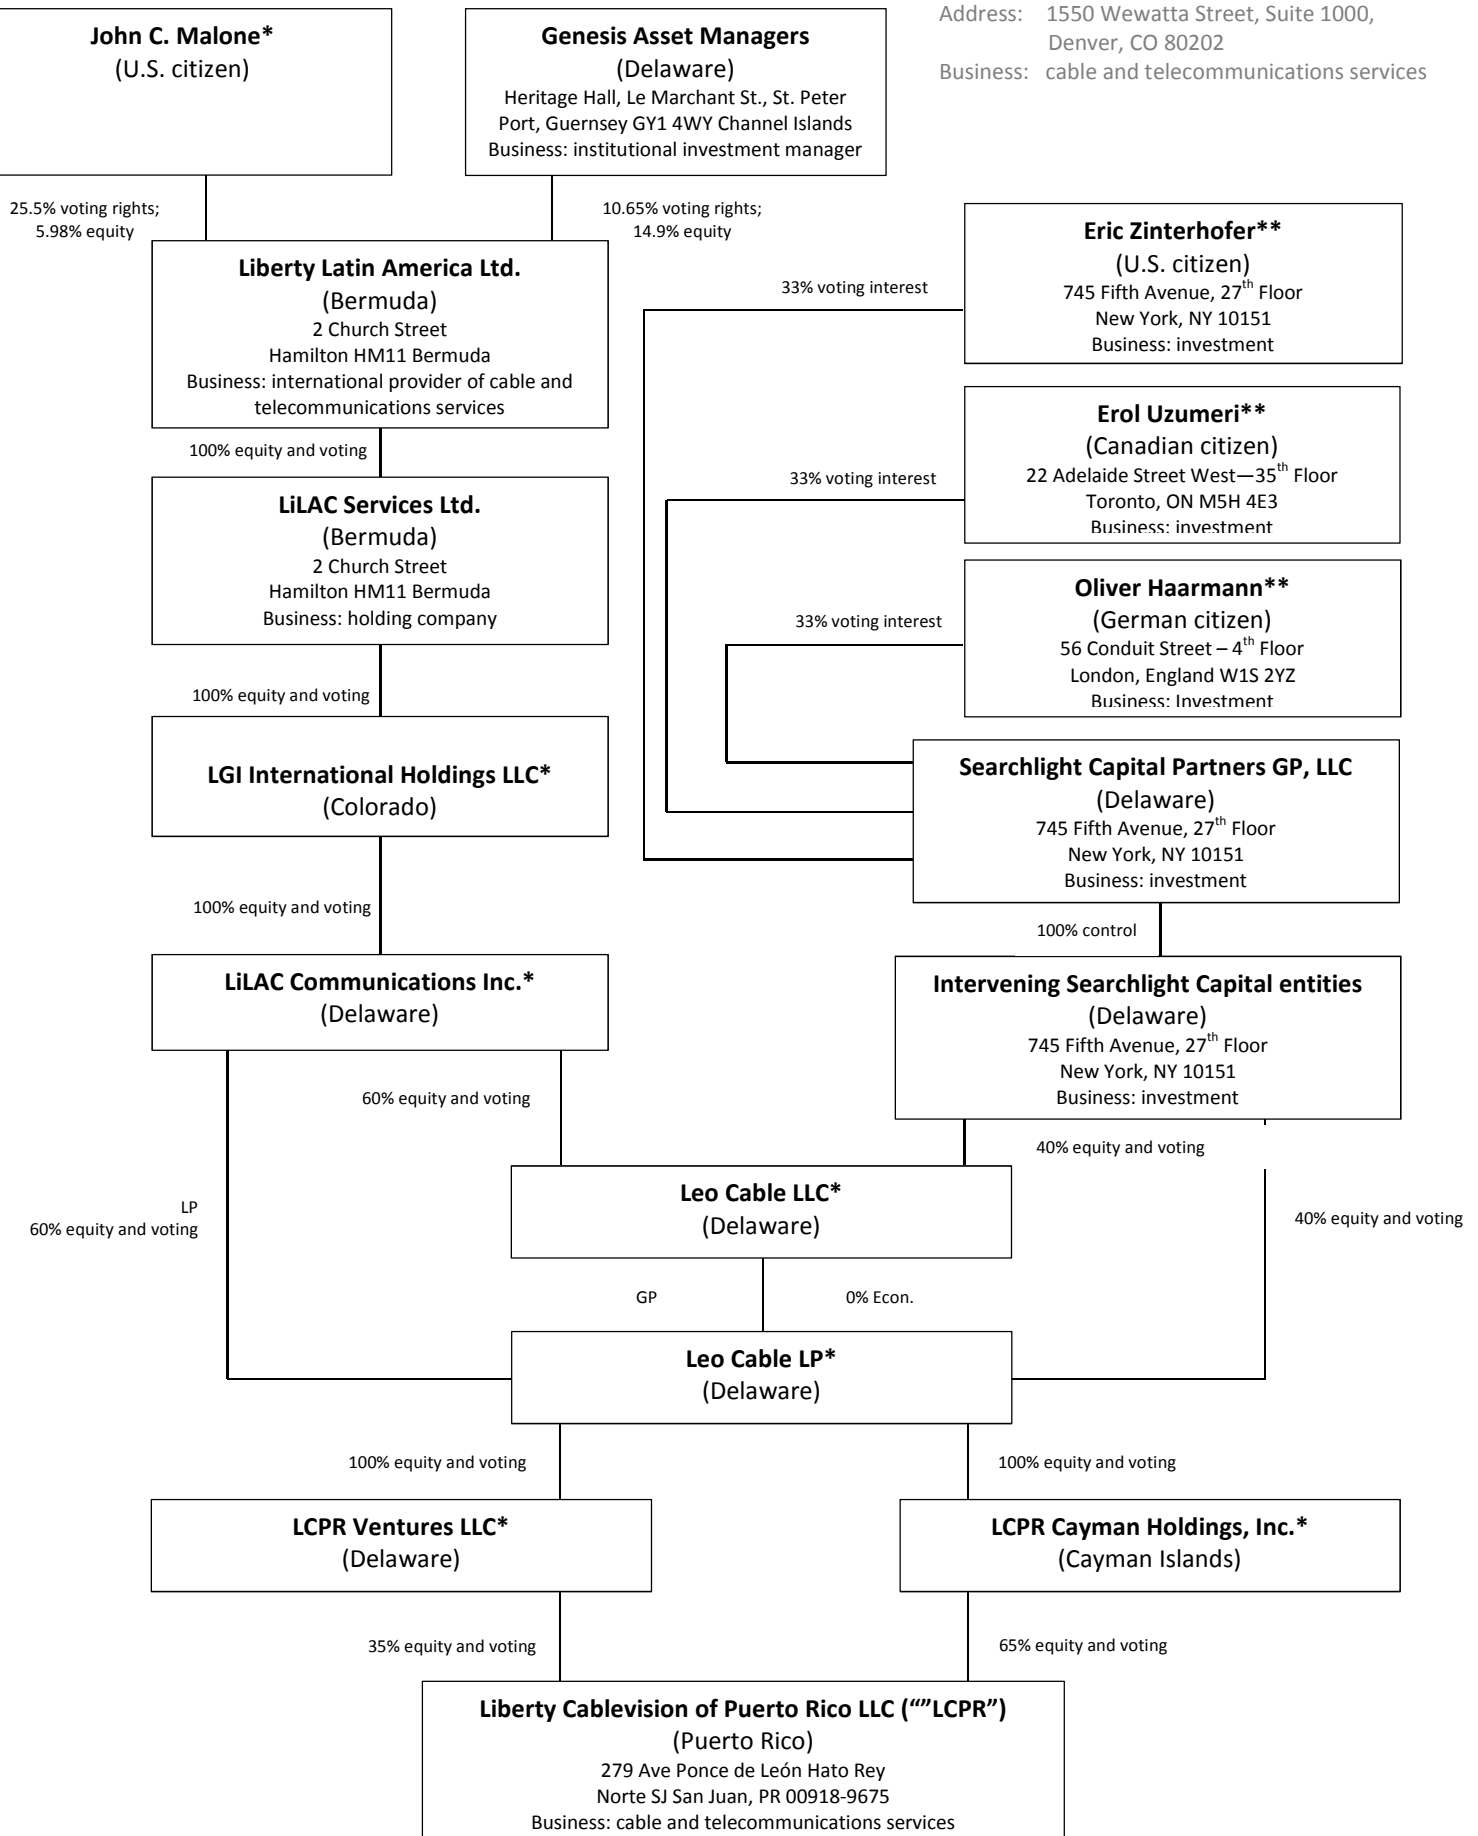 Address: 1550 Wewatta Street, Suite 1000,
Denver, CO 80202
Business: cable and telecommunications services
John C. Malone*
(U.S. citizen)
Genesis Asset Managers
(Delaware)
Heritage Hall, Le Marchant St., St. Peter
Port, Guernsey GY1 4WY Channel Islands
Business: institutional investment manager
25.5% voting rights;
5.98% equity
10.65% voting rights;
14.9% equity
Liberty Latin America Ltd.
(Bermuda)
2 Church Street
Hamilton HM11 Bermuda
Business: international provider of cable and
telecommunications services
33% voting interest
Eric Zinterhofer**
(U.S. citizen)
745 Fifth Avenue, 27th Floor
New York, NY 10151
Business: investment
100% equity and voting
33% voting interest
Erol Uzumeri**
(Canadian citizen)
22 Adelaide Street West—35th Floor
Toronto, ON M5H 4E3
Business: investment
LiLAC Services Ltd.
(Bermuda)
2 Church Street
Hamilton HM11 Bermuda
Business: holding company
33% voting interest
Oliver Haarmann**
(German citizen)
56 Conduit Street – 4th Floor
London, England W1S 2YZ
Business: Investment
100% equity and voting
LGI International Holdings LLC*
(Colorado)
Searchlight Capital Partners GP, LLC
(Delaware)
745 Fifth Avenue, 27th Floor
New York, NY 10151
Business: investment
100% equity and voting
100% control
LiLAC Communications Inc.*
(Delaware)
Intervening Searchlight Capital entities
(Delaware)
745 Fifth Avenue, 27th Floor
New York, NY 10151
Business: investment
60% equity and voting
40% equity and voting
Leo Cable LLC*
(Delaware)
LP
60% equity and voting
40% equity and voting
GP
0% Econ.
Leo Cable LP*
(Delaware)
100% equity and voting
100% equity and voting
LCPR Ventures LLC*
(Delaware)
LCPR Cayman Holdings, Inc.*
(Cayman Islands)
35% equity and voting
65% equity and voting
Liberty Cablevision of Puerto Rico LLC (“”LCPR”)
(Puerto Rico)
279 Ave Ponce de León Hato Rey
Norte SJ San Juan, PR 00918-9675
Business: cable and telecommunications services